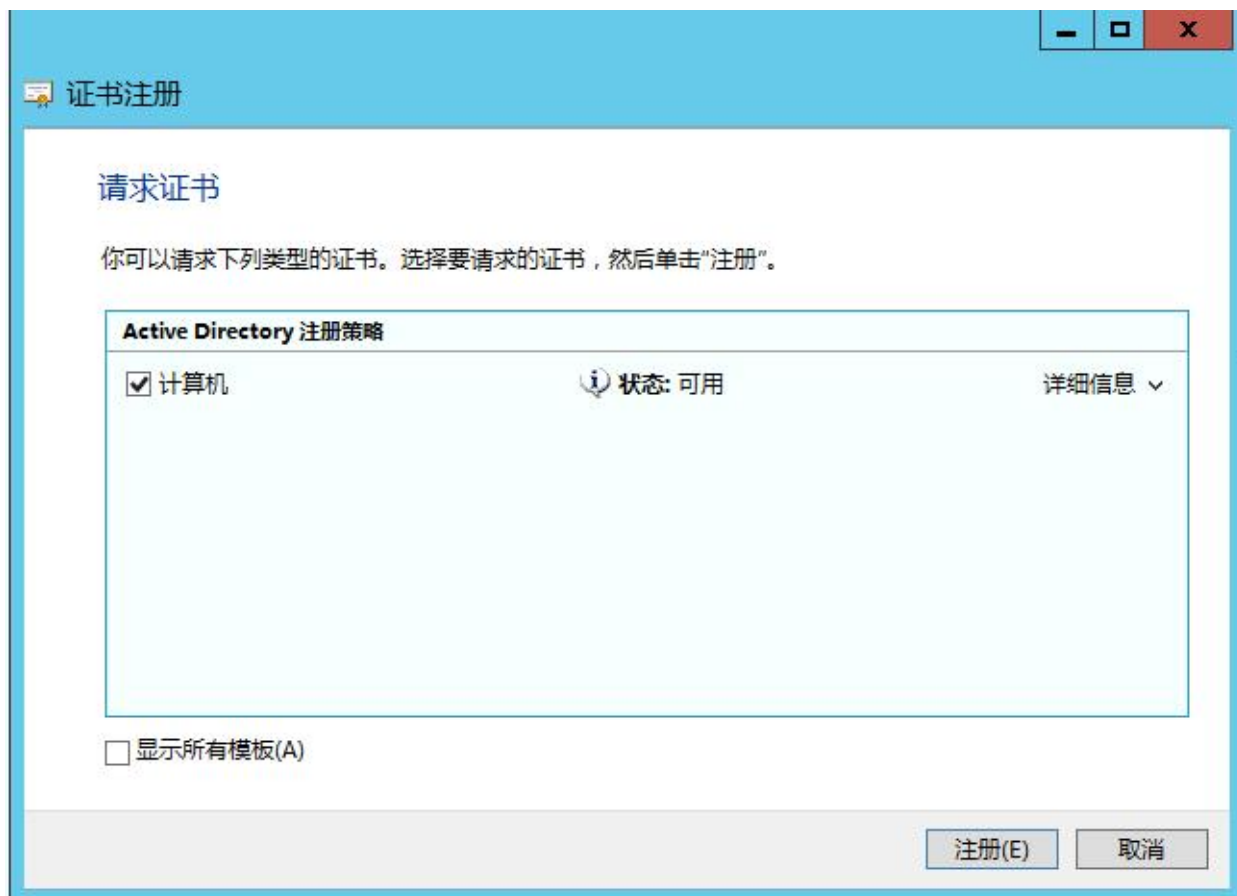 证书注册
请求证书
你可以请求下列类型的证书。选择要请求的证书，然后单击“注册”。
Active Directory 注册策略
计算机 状态: 可用 详细信息
显示所有模板(A)
注册(E) 取消